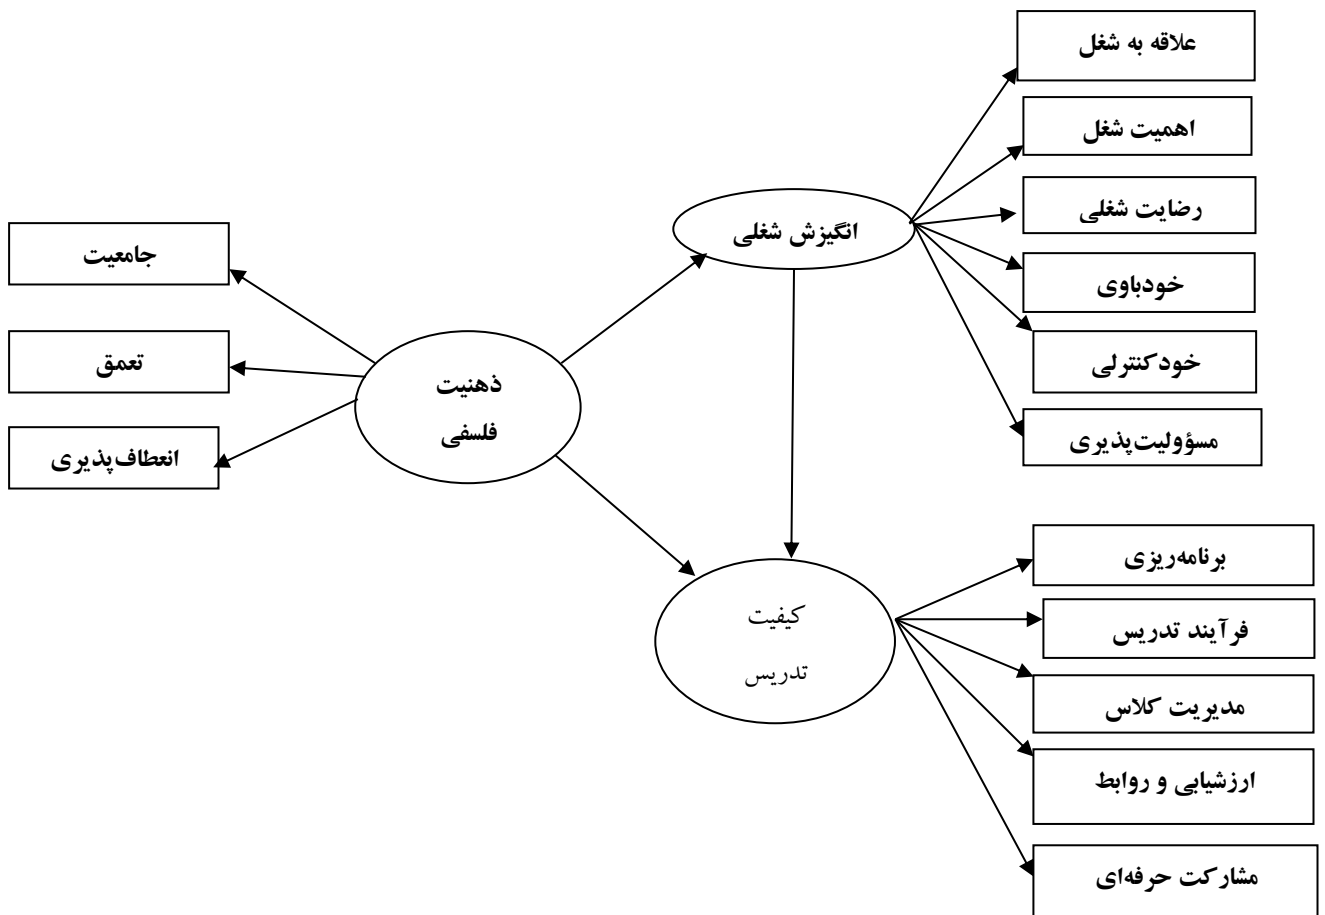 علاقه به شغل
اهمیت شغل
رضایت شغلی
انگیزش شغلی
جامعیت
خودباوی
خودکنترلی
تعمق
ذهنیت
فلسفی
مسؤولیت‌پذیری
انعطاف‌پذیری
برنامه‌ریزی
کیفیت
فرآیند تدریس
تدریس
مدیریت کلاس
ارزشیابی و روابط
مشارکت حرفه‌ای